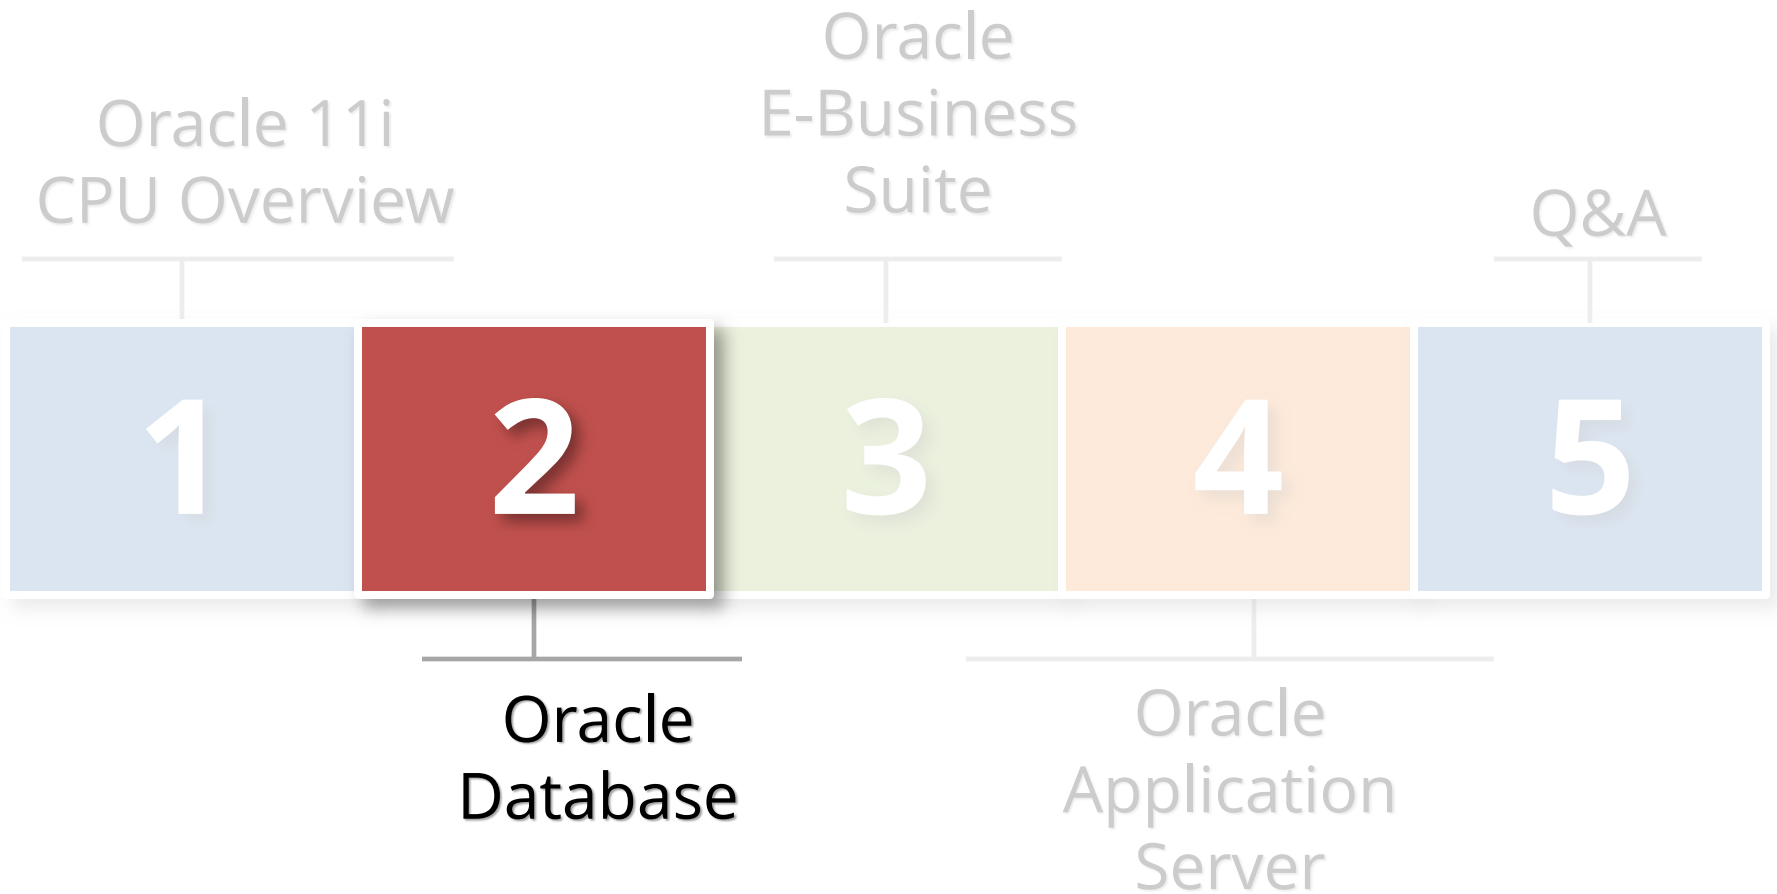 Oracle 11i
CPU Overview
Oracle
E-Business
Suite
Q&A
1
2
3
4
5
Oracle
Database
Oracle
Application
Server